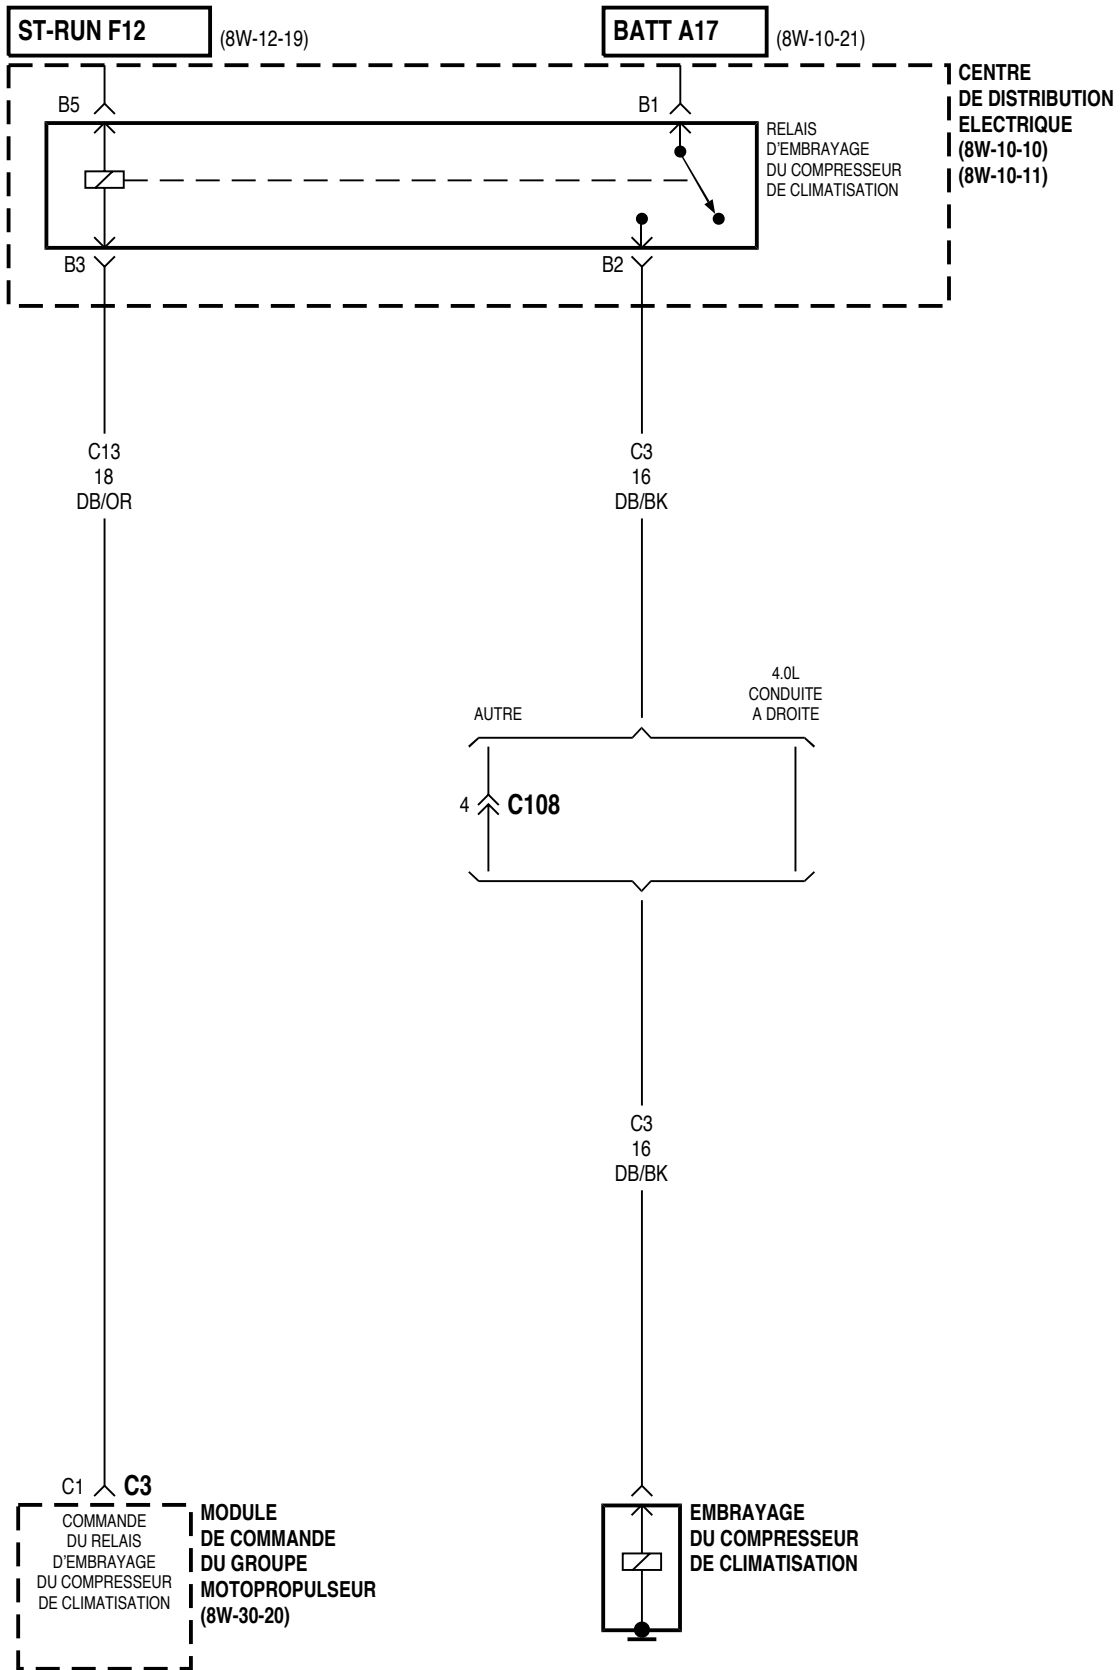 ST-RUN F12
(8W-12-19)
BATT A17
(8W-10-21)
CENTRE
DE DISTRIBUTION
ELECTRIQUE
(8W-10-10)
(8W-10-11)
B5
B1
RELAIS
D'EMBRAYAGE
DU COMPRESSEUR
DE CLIMATISATION
B3
B2
C13
18
DB/OR
C3
16
DB/BK
AUTRE
4.0L
CONDUITE
A DROITE
4
C108
C3
16
DB/BK
C1
C3
COMMANDE
DU RELAIS
D'EMBRAYAGE
DU COMPRESSEUR
DE CLIMATISATION
MODULE
DE COMMANDE
DU GROUPE
MOTOPROPULSEUR
(8W-30-20)
EMBRAYAGE
DU COMPRESSEUR
DE CLIMATISATION